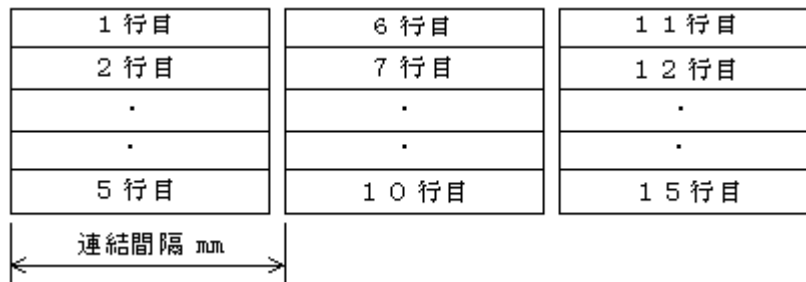 1行目 6行目 11行目
2行目 7行目 12行目
・ ・ ・
・ ・ ・
5行目 10行目 15行目
連結間隔 mm